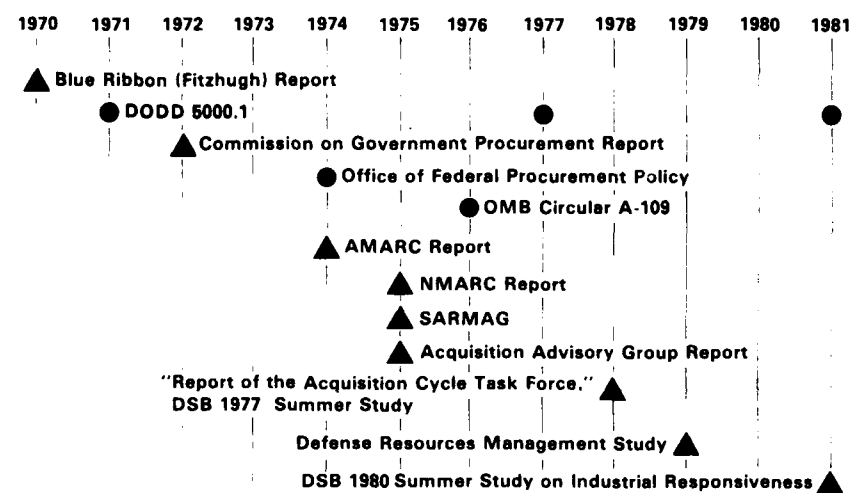 1970 1971 1972 1973 1974 1975 1976 1977 1978 1979 1980 1981
Blue Ribbon (Fitzhugh) Report
DODD 5000.1
Commission on Government Procurement Report
Office of Federal Procurement Policy
OMB Circular A-109
AMARC Report
NMARC Report
SARMAG
Acquisition Advisory Group Report
"Report of the Acquisition Cycle Task Force,"
DSB 1977 Summer Study
Defense Resources Management Study
DSB 1980 Summer Study on Industrial Responsiveness